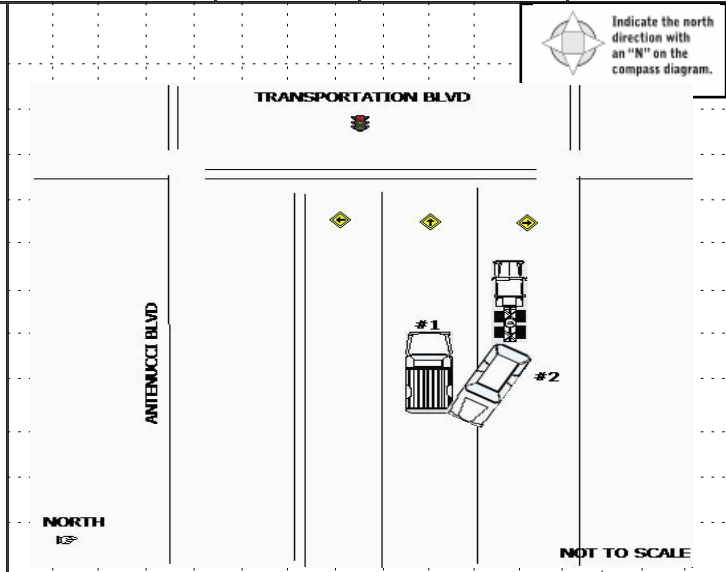 Indicate the north
direction with
an “N” on the
compass diagram.
TRANSPORTATION BLVD
ANTENUCCI BLVD
#1
#2
NORTH
NOT TO SCALE